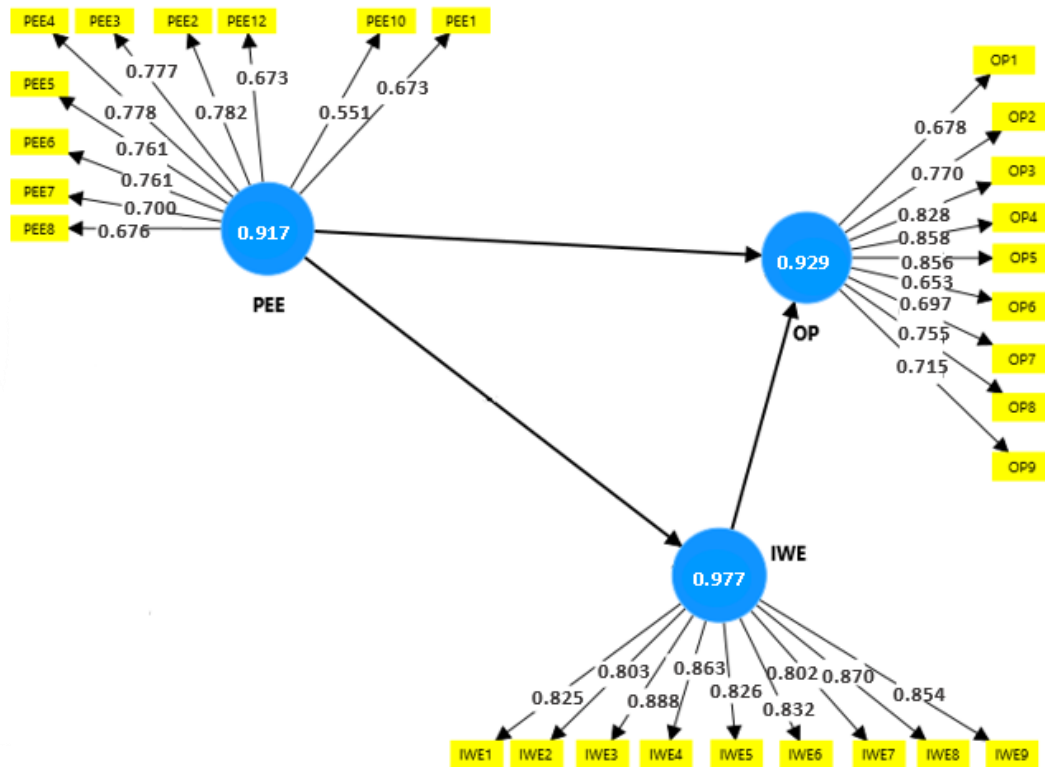 PEE4 PEE3 PEE2 PEE12 PEE10 PEE1
PEE5
PEE6
PEE7
PEE8
0.777
0.673
0.673
0.778
0.782
0.551
0.761
0.761
0.700
0.676
0.917
PEE
OP1
OP2
OP3
OP4
OP5
OP6
OP7
OP8
OP9
0.678
0.770
0.828
0.858
0.856
0.653
0.697
0.755
0.715
0.929
OP
IWE
0.977
0.825
0.803
0.888
0.863
0.826
0.832
0.802
0.870
0.854
IWE1 IWE2 IWE3 IWE4 IWE5 IWE6 IWE7 IWE8 IWE9